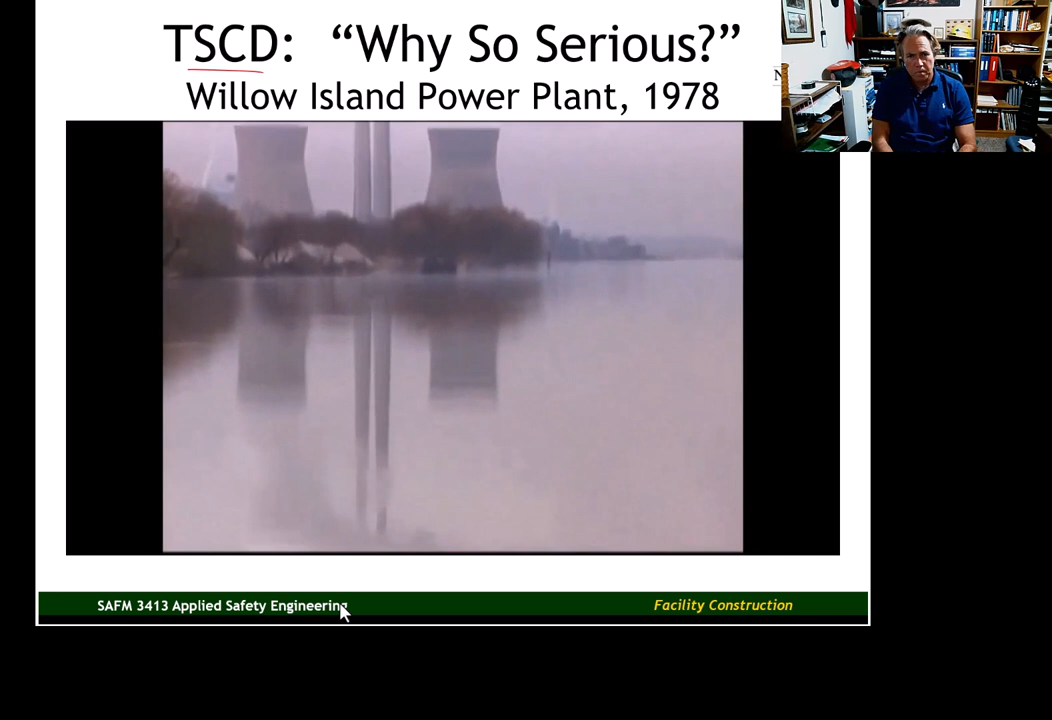 TSCD: “Why So Serious?”
Willow Island Power Plant, 1978
N
SAFM 3413 Applied Safety Engineering
Facility Construction